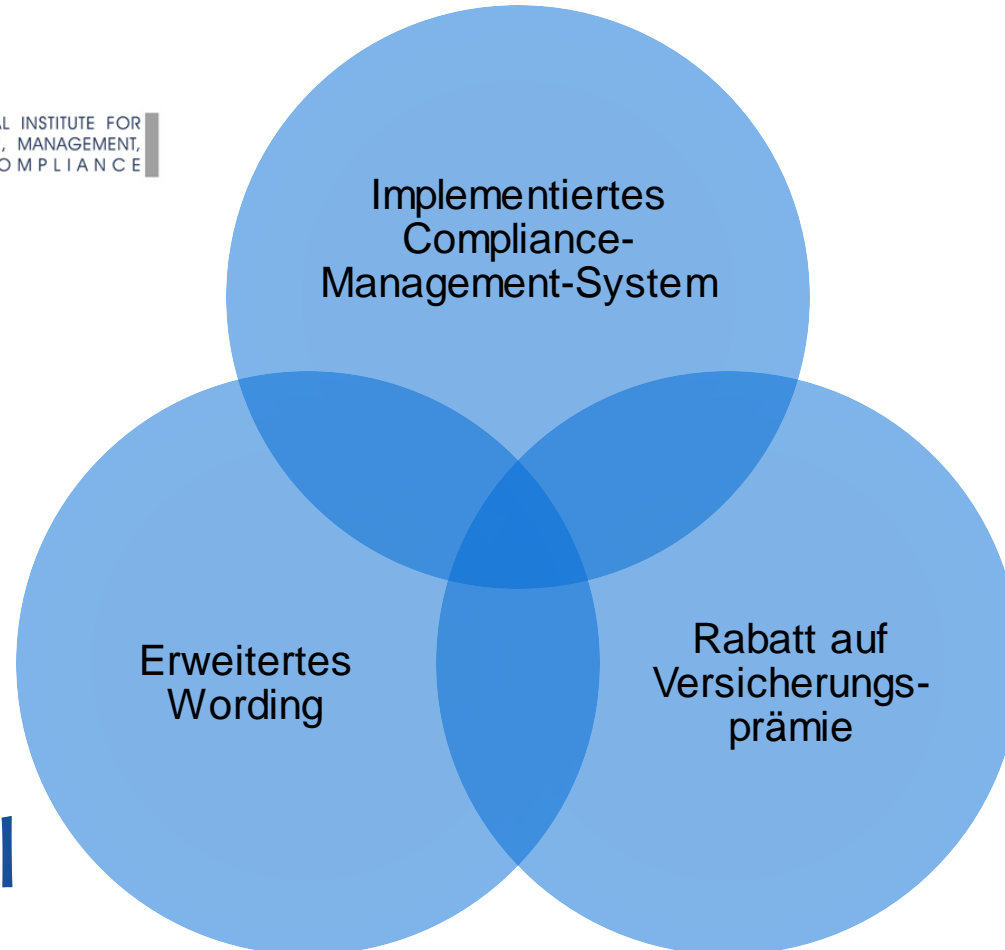 AL INSTITUTE FOR
, MANAGEMENT,
OMPLIANCE
Implementiertes
Compliance-
Management-System
Erweitertes
Wording
Rabatt auf
Versicherungs-
prämie